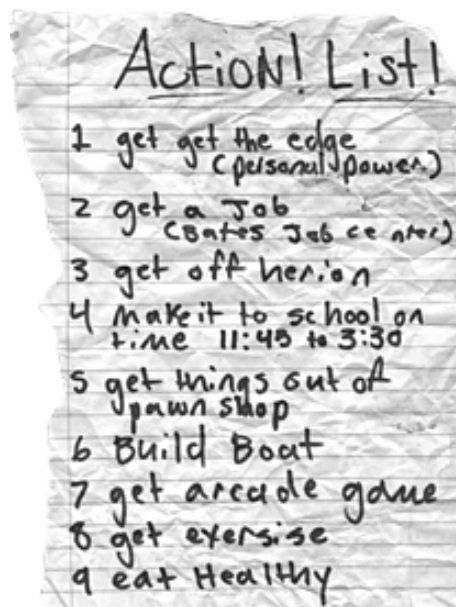 Action! List!
1 get get the edge
(personal power.)
2 get a Job
(Bates Job center)
3 get off herion
4 make it to school on
time 11:45 to 3:30
5 get things out of
pawn shop
6 Build Boat
7 get arcade game
8 get exersise
9 eat Healthy